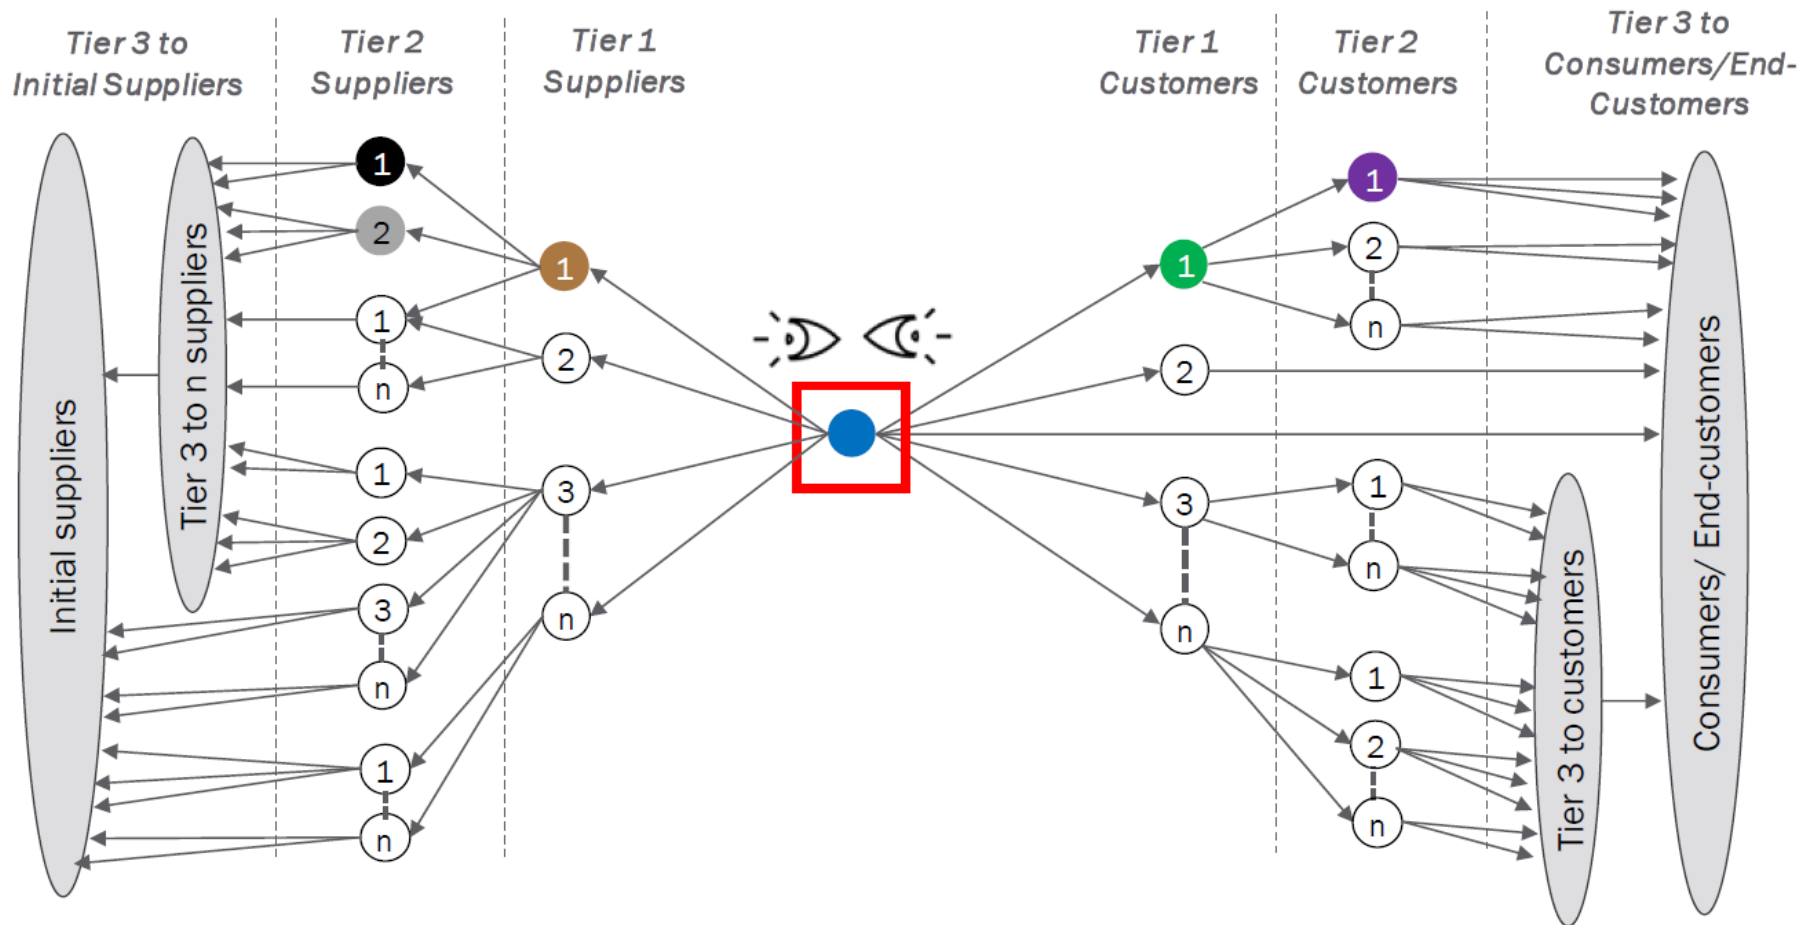 Tier 3 to
Initial Suppliers
Tier 2
Suppliers
Tier 1
Suppliers
Tier 1
Customers
Tier 2
Customers
Tier 3 to
Consumers/End-
Customers
Initial suppliers
Tier 3 to n suppliers
1
2
1
n
1
2
3
n
1
n
1
2
3
n
1
2
3
n
1
2
n
1
n
1
2
n
Tier 3 to customers
Consumers/ End-customers